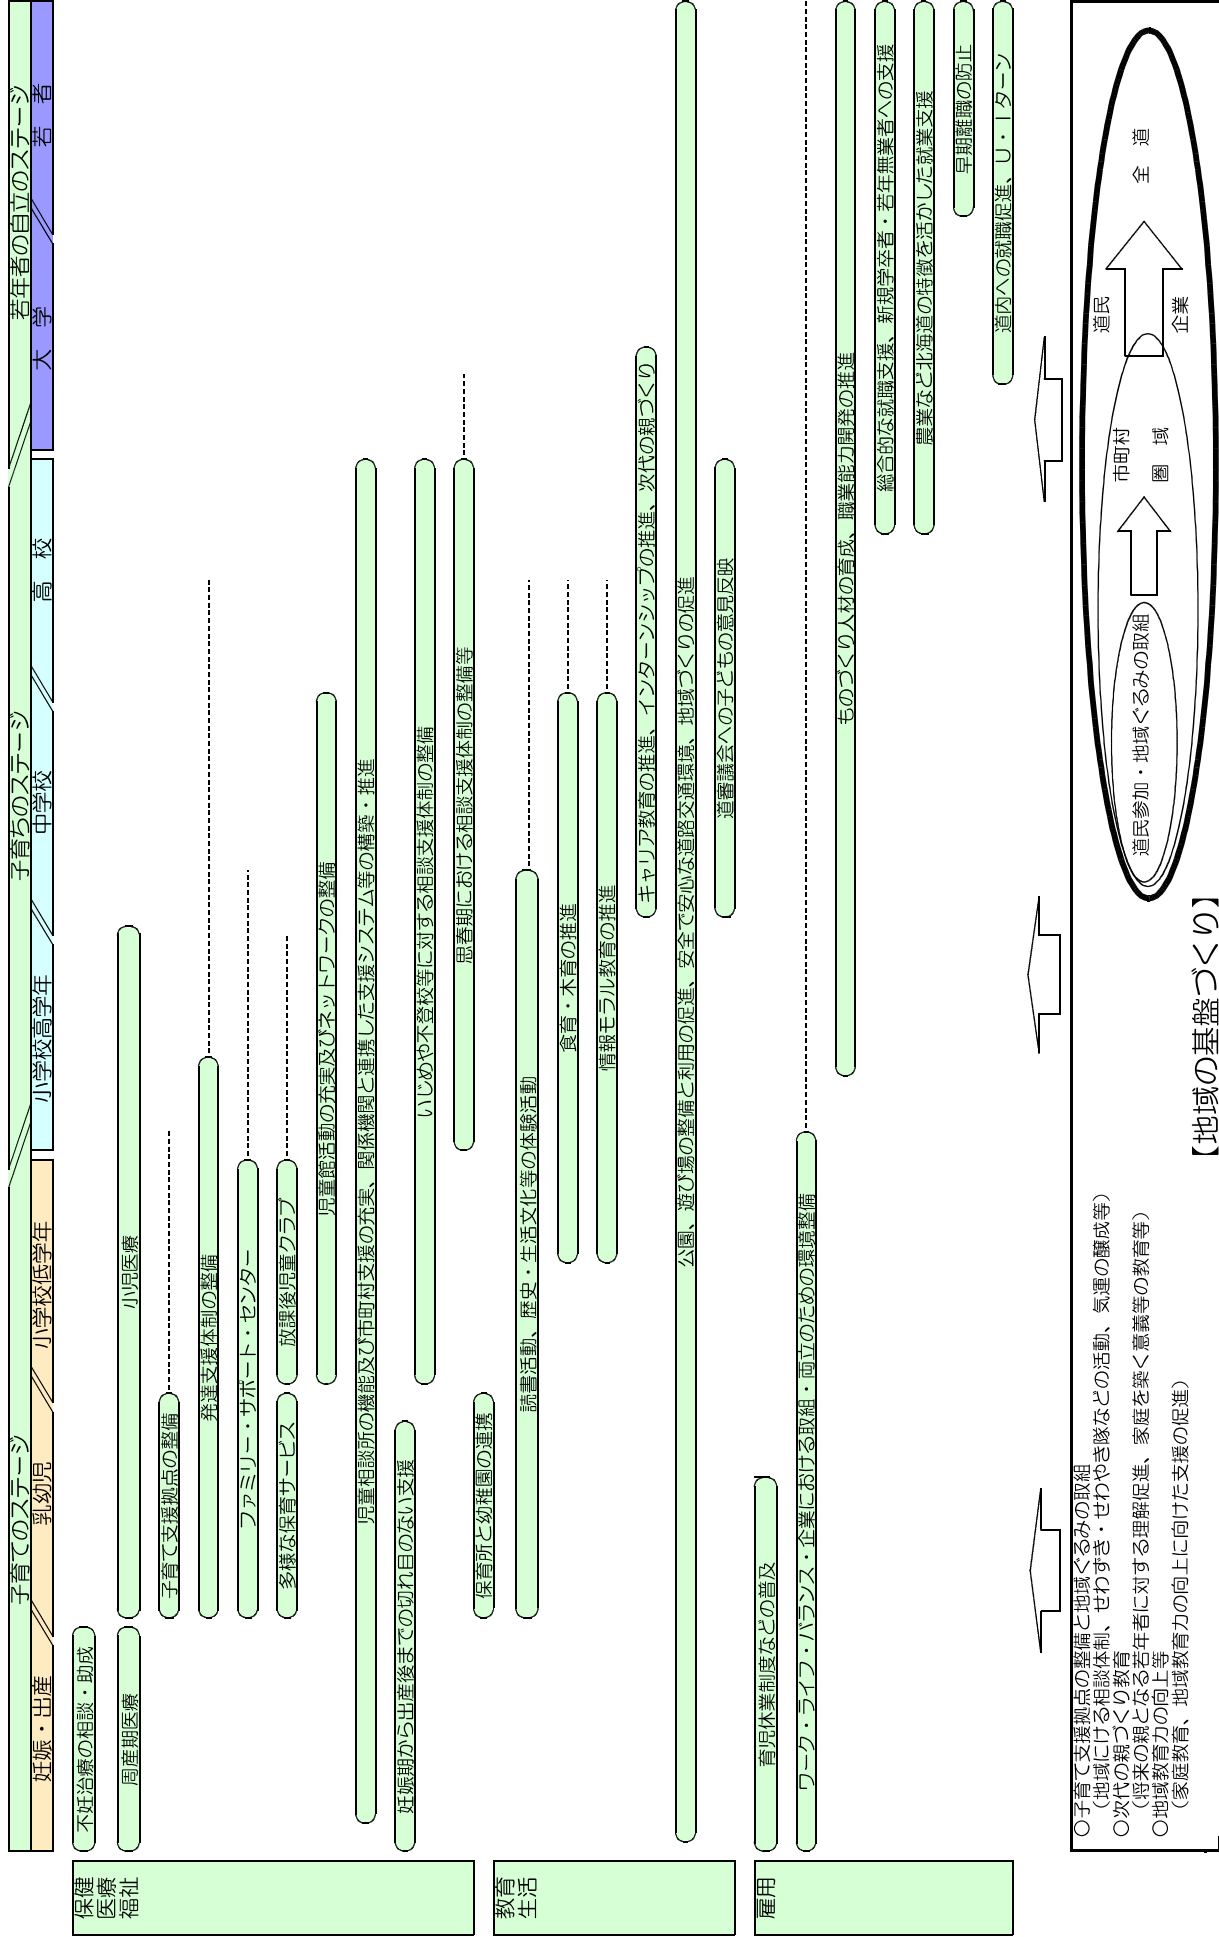 子育てのステージ
子育ちのステージ
若年者の自立のステージ
妊娠・出産
乳幼児
小学校低学年
小学校高学年
中学校
高 校
大 学
若 者
保健
医療
福祉
不妊治療の相談・助成
周産期医療
小児医療
子育て支援拠点の整備
発達支援体制の整備
ファミリー・サポート・センター
多様な保育サービス
放課後児童クラブ
児童館活動の充実及びネットワークの整備
児童相談所の機能及び市町村支援の充実、関係機関と連携した支援システム等の構築・推進
妊娠期から出産後までの切れ目のない支援
いじめや不登校等に対する相談支援体制の整備
思春期における相談支援体制の整備等
教育
生活
保育所と幼稚園の連携
読書活動、歴史・生活文化等の体験活動
食育・木育の推進
情報モラル教育の推進
キャリア教育の推進、インターンシップの推進、次代の親づくり
公園、遊び場の整備と利用の促進、安全で安心な道路交通環境、地域づくりの促進
道審議会への子どもの意見反映
雇用
育児休業制度などの普及
ワーク・ライフ・バランス・企業における取組・両立のための環境整備
ものづくり人材の育成、職業能力開発の推進
総合的な就職支援、新規学卒者・若年無業者への支援
農業など北海道の特徴を活かした就業支援
早期離職の防止
道内への就職促進、U・Iターン
○子育て支援拠点の整備と地域ぐるみの取組
（地域にける相談体制、せわずき・せわやき隊などの活動、気運の醸成等）
○次代の親づくり教育
（将来の親となる若年者に対する理解促進、家庭を築く意義等の教育等）
○地域教育力の向上等
（家庭教育、地域教育力の向上に向けた支援の促進）
【地域の基盤づくり】
道民参加・地域ぐるみの取組
市町村
圏 域
道民
企業
全 道